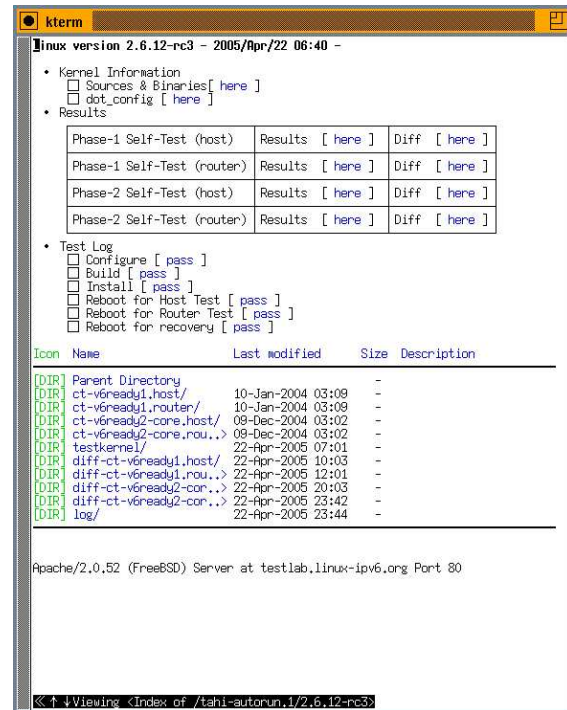 kterm
Linux version 2.6.12-rc3 - 2005/Apr/22 06:40 -
• Kernel Information
□ Sources & Binaries[ here ]
□ dot_config [ here ]
• Results
Phase-1 Self-Test (host) Results [ here ] Diff [ here ]
Phase-1 Self-Test (router) Results [ here ] Diff [ here ]
Phase-2 Self-Test (host) Results [ here ] Diff [ here ]
Phase-2 Self-Test (router) Results [ here ] Diff [ here ]
• Test Log
□ Configure [ pass ]
□ Build [ pass ]
□ Install [ pass ]
□ Reboot for Host Test [ pass ]
□ Reboot for Router Test [ pass ]
□ Reboot for recovery [ pass ]
Icon Name Last modified Size Description
[DIR] Parent Directory -
[DIR] ct-v6ready1.host/ 10-Jan-2004 03:09 -
[DIR] ct-v6ready1.router/ 10-Jan-2004 03:09 -
[DIR] ct-v6ready2-core.host/ 09-Dec-2004 03:02 -
[DIR] ct-v6ready2-core.rou..> 09-Dec-2004 03:02 -
[DIR] testkernel/ 22-Apr-2005 07:01 -
[DIR] diff-ct-v6ready1.host/ 22-Apr-2005 10:03 -
[DIR] diff-ct-v6ready1.rou..> 22-Apr-2005 12:01 -
[DIR] diff-ct-v6ready2-cor..> 22-Apr-2005 20:03 -
[DIR] diff-ct-v6ready2-cor..> 22-Apr-2005 23:42 -
[DIR] log/ 22-Apr-2005 23:44 -
Apache/2.0.52 (FreeBSD) Server at testlab.linux-ipv6.org Port 80
≪↑↓Viewing <Index of /tahi-autorun.1/2.6.12-rc3>